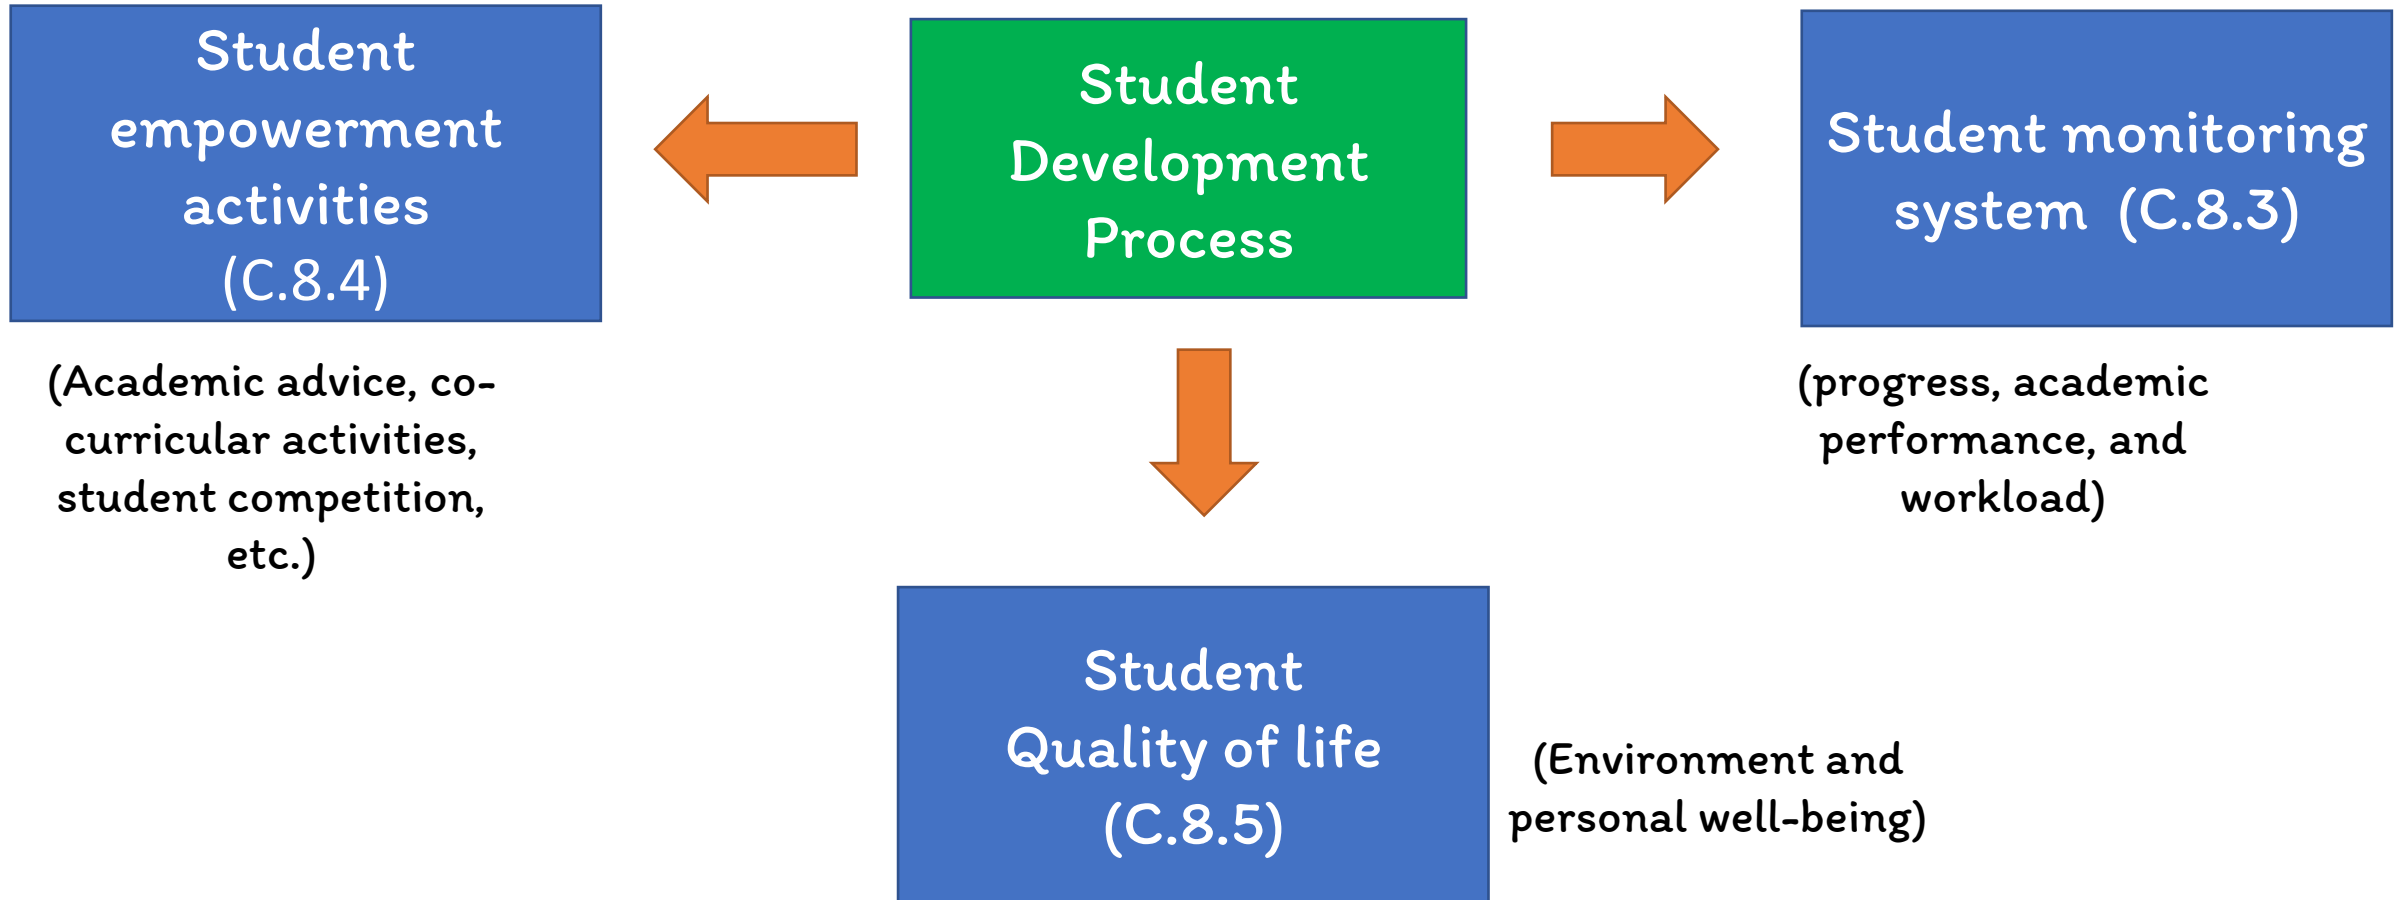 Student
empowerment
activities
(C.8.4)
Student
Development
Process
Student monitoring
system (C.8.3)
(Academic advice, co-
curricular activities,
student competition,
etc.)
(progress, academic
performance, and
workload)
Student
Quality of life
(C.8.5)
(Environment and
personal well-being)